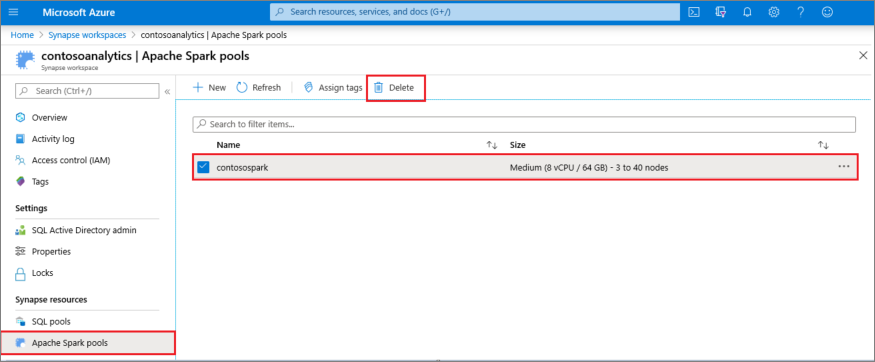 Microsoft Azure
Search resources, services, and docs (G+/)
Home > Synapse workspaces > contosoanalytics | Apache Spark pools
contosoanalytics | Apache Spark pools
Synapse workspace
Search (Ctrl+/)
«
New
Refresh
Assign tags
Delete
Overview
Activity log
Access control (IAM)
Tags
Settings
SQL Active Directory admin
Properties
Locks
Synapse resources
SQL pools
Apache Spark pools
Search to filter items...
Name
Size
contosospark
Medium (8 vCPU / 64 GB) - 3 to 40 nodes